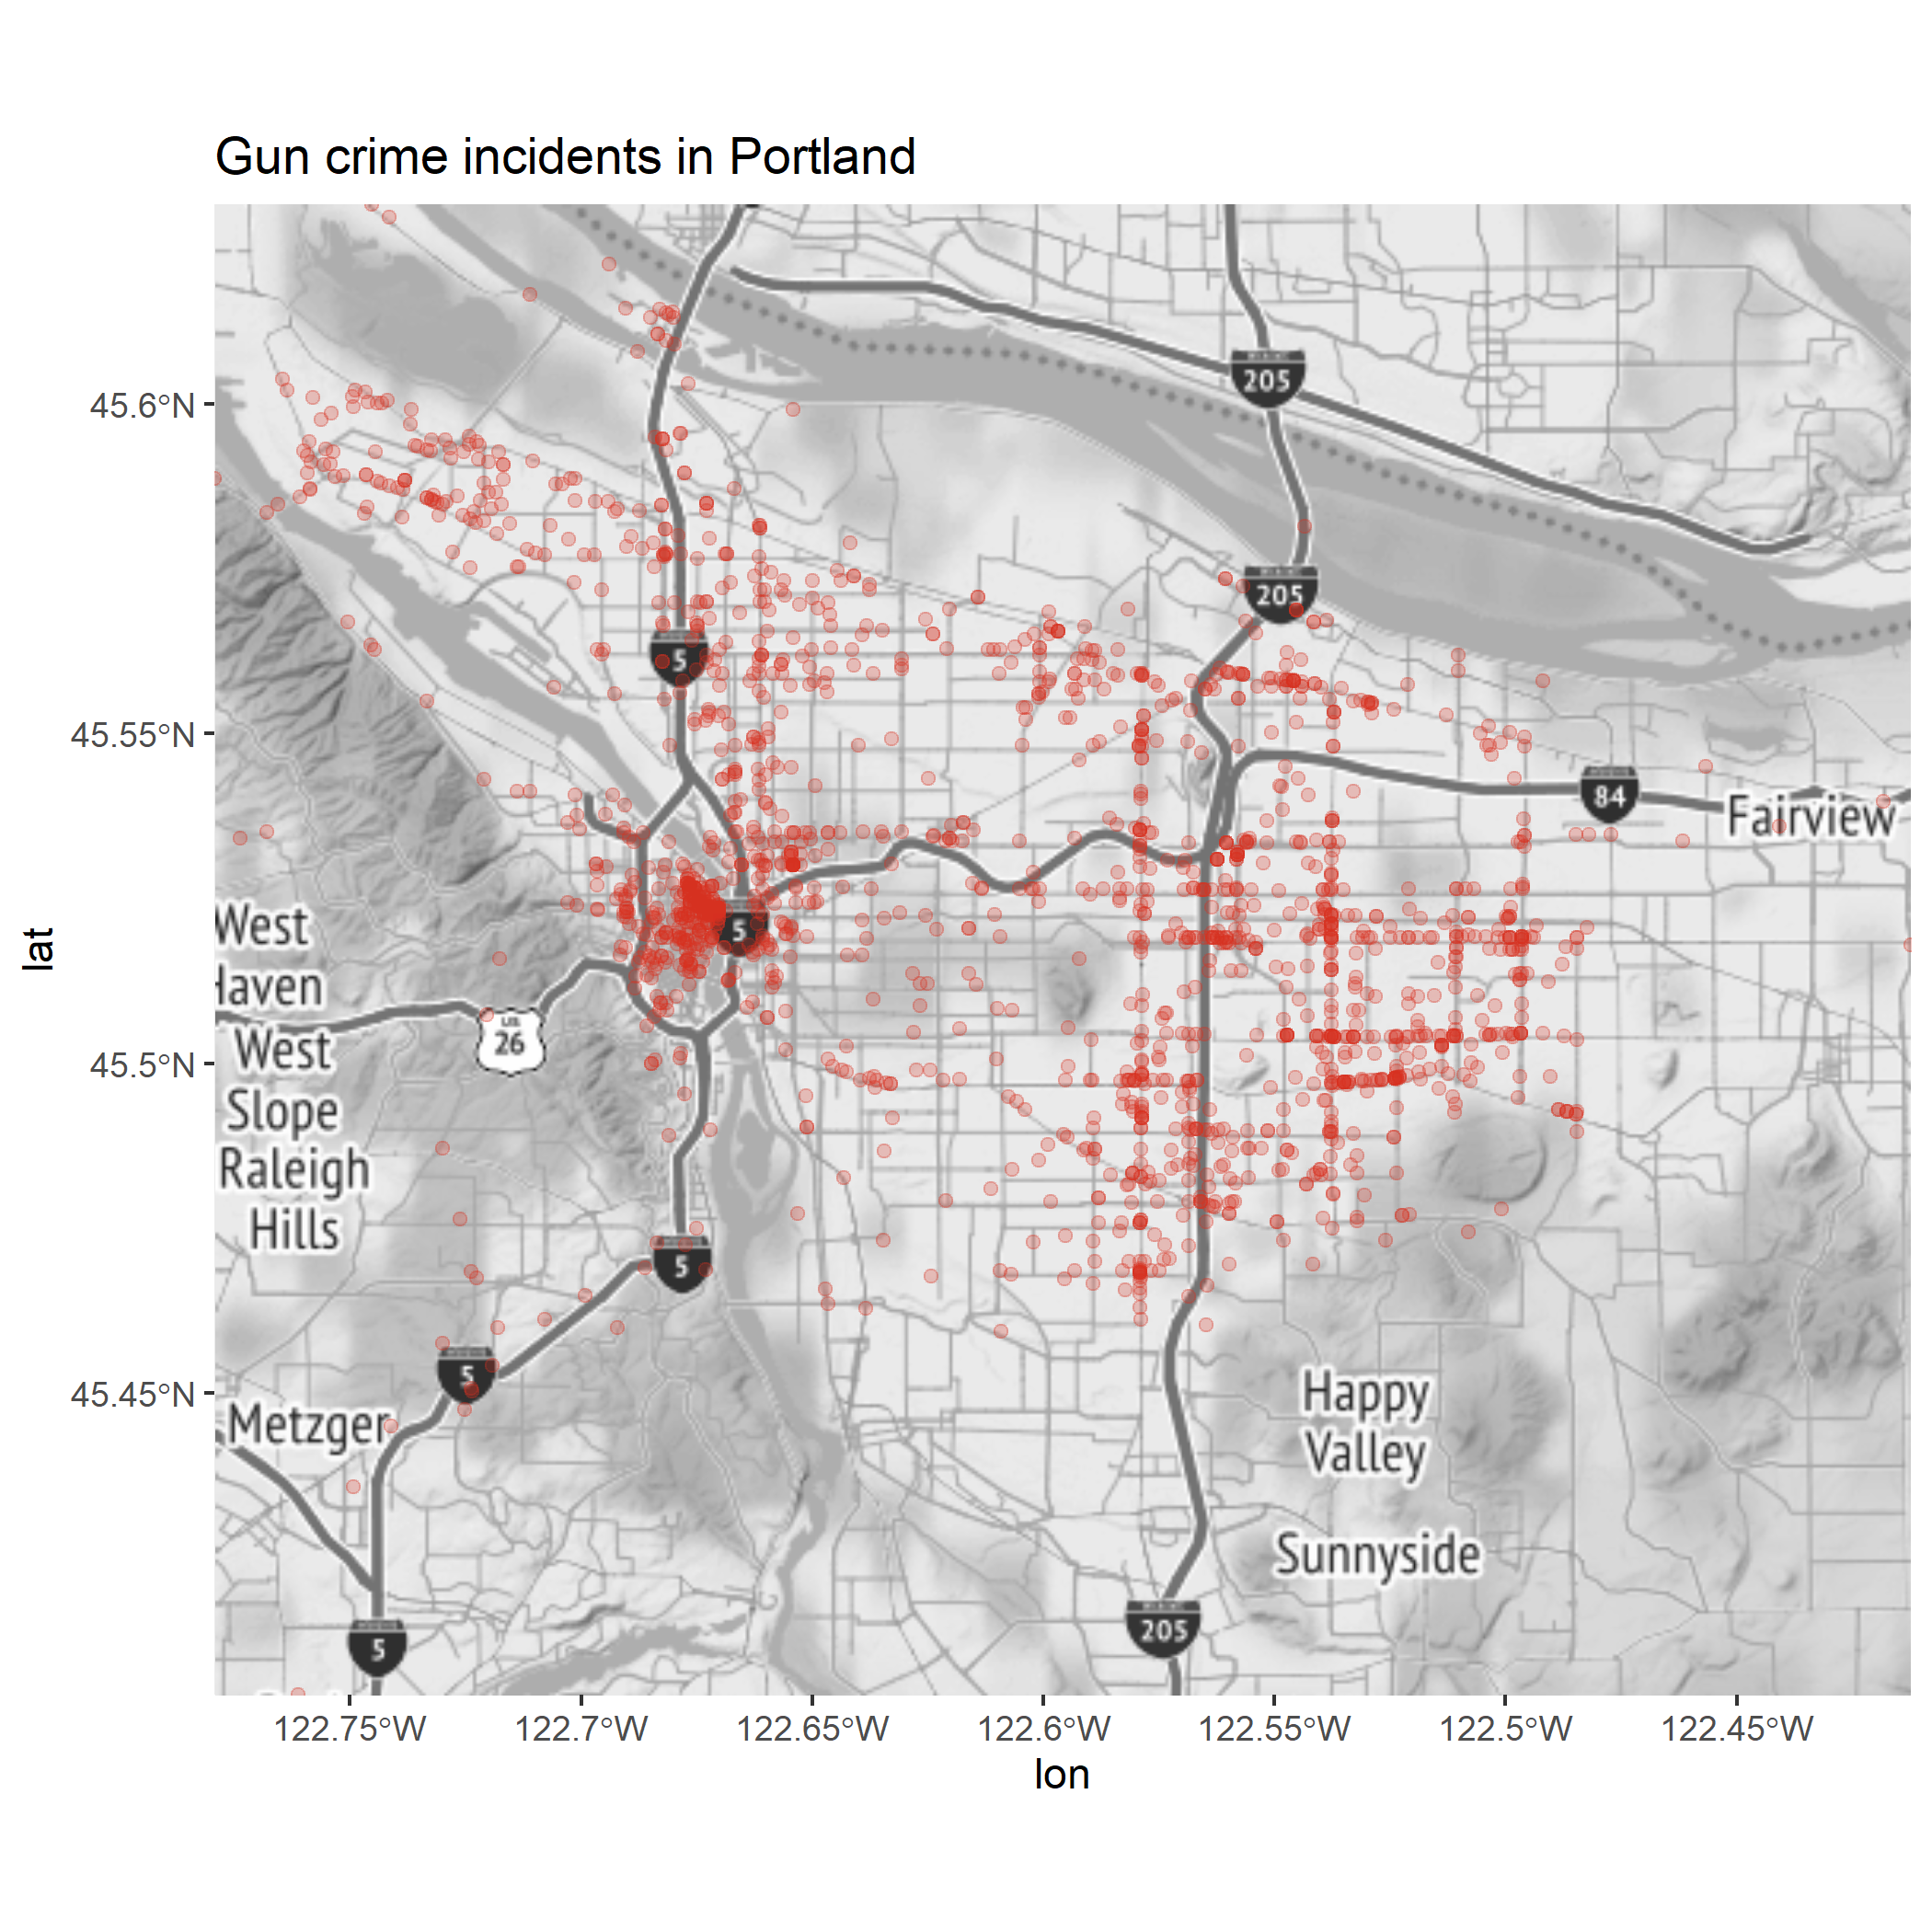 Gun crime incidents in Portland
lat
45.6°N
45.55°N
45.5°N
45.45°N
205
205
5
84
Fairview
5
West
Haven
West
Slope
Raleigh
Hills
U.S.
26
5
5
Metzger
Happy
Valley
Sunnyside
205
5
122.75°W
122.7°W
122.65°W
122.6°W
122.55°W
122.5°W
122.45°W
lon